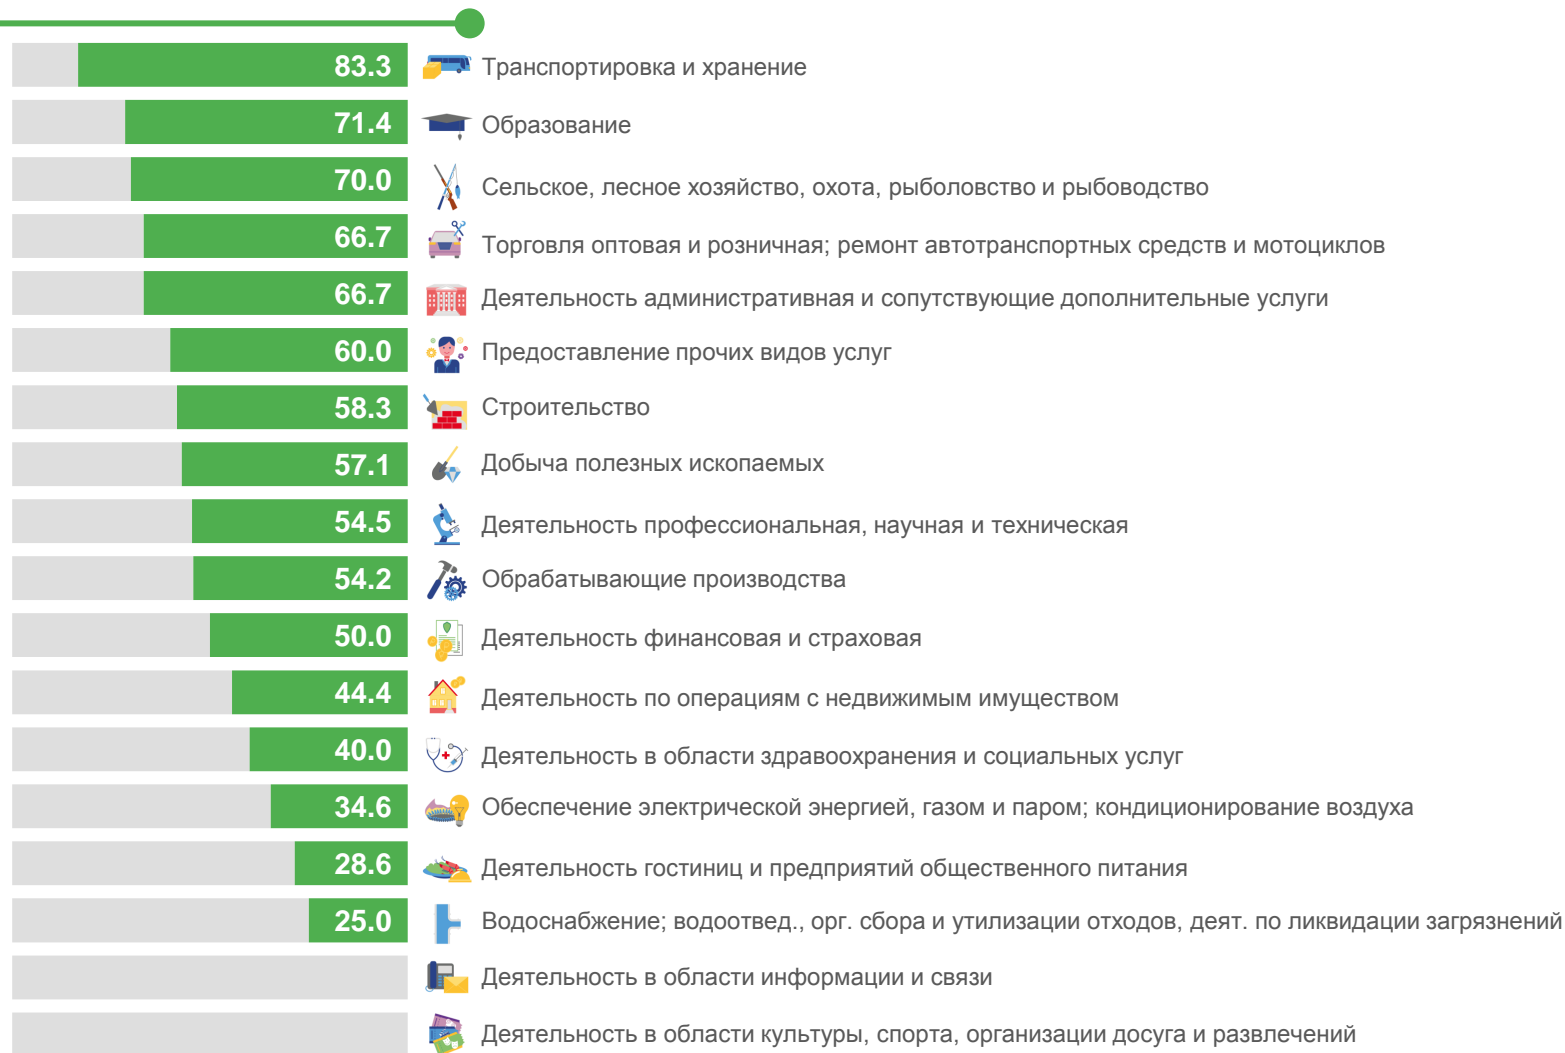 83.3 Транспортировка и хранение
71.4 Образование
70.0 Сельское, лесное хозяйство, охота, рыболовство и рыбоводство
66.7 Торговля оптовая и розничная; ремонт автотранспортных средств и мотоциклов
66.7 Деятельность административная и сопутствующие дополнительные услуги
60.0 Предоставление прочих видов услуг
58.3 Строительство
57.1 Добыча полезных ископаемых
54.5 Деятельность профессиональная, научная и техническая
54.2 Обрабатывающие производства
50.0 Деятельность финансовая и страховая
44.4 Деятельность по операциям с недвижимым имуществом
40.0 Деятельность в области здравоохранения и социальных услуг
34.6 Обеспечение электрической энергией, газом и паром; кондиционирование воздуха
28.6 Деятельность гостиниц и предприятий общественного питания
25.0 Водоснабжение; водоотвед., орг. сбора и утилизации отходов, деят. по ликвидации загрязнений
Деятельность в области информации и связи
Деятельность в области культуры, спорта, организации досуга и развлечений